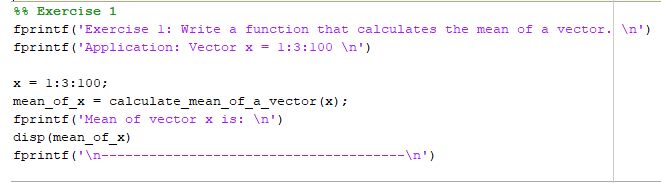 %% Exercise 1
fprintf('Exercise 1: Write a function that calculates the mean of a vector. \n')
fprintf('Application: Vector x = 1:3:100 \n')
x = 1:3:100;
mean_of_x = calculate_mean_of_a_vector(x);
fprintf('Mean of vector x is: \n')
disp(mean_of_x)
fprintf('\n--------------------------------------\n')